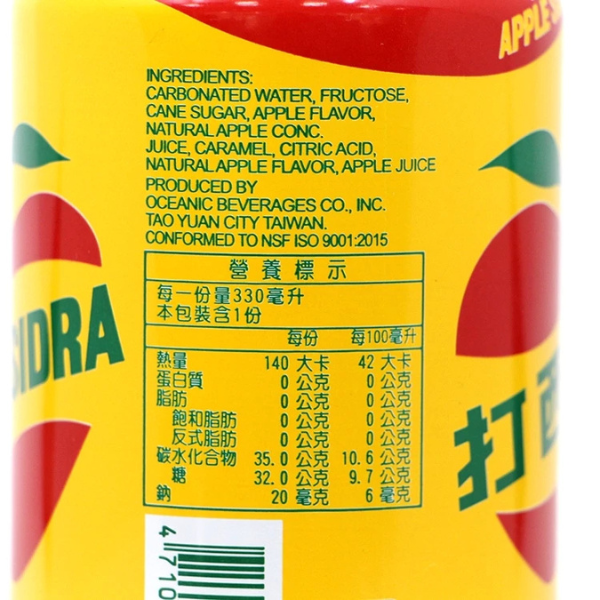 APPLE S
INGREDIENTS:
CARBONATED WATER, FRUCTOSE,
CANE SUGAR, APPLE FLAVOR,
NATURAL APPLE CONC.
JUICE, CARAMEL, CITRIC ACID,
NATURAL APPLE FLAVOR, APPLE JUICE
PRODUCED BY
OCEANIC BEVERAGES CO., INC.
TAO YUAN CITY TAIWAN.
CONFORMED TO NSF ISO 9001:2015
SIDRA
營養標示
每一份量330毫升
本包裝含1份
每份 每100毫升
熱量 140 大卡 42 大卡
蛋白質 0 公克 0 公克
脂肪 0 公克 0 公克
飽和脂肪 0 公克 0 公克
反式脂肪 0 公克 0 公克
碳水化合物 35.0 公克 10.6 公克
糖 32.0 公克 9.7 公克
鈉 20 毫克 6 毫克
打西
4 710